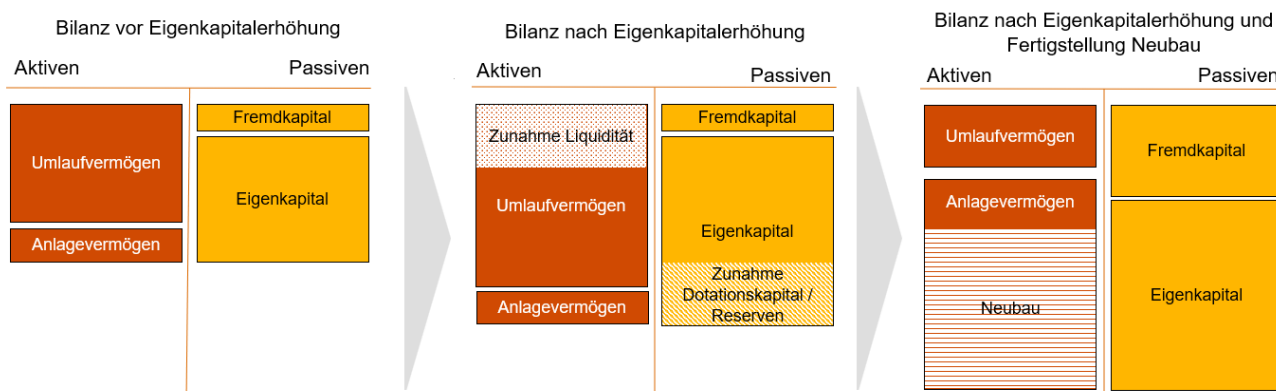 Bilanz vor Eigenkapitalerhöhung
Aktiven
Passiven
Umlaufvermögen
Anlagevermögen
Fremdkapital
Eigenkapital
Bilanz nach Eigenkapitalerhöhung
Aktiven
Passiven
Zunahme Liquidität
Umlaufvermögen
Anlagevermögen
Fremdkapital
Eigenkapital
Zunahme
Dotationskapital /
Reserven
Bilanz nach Eigenkapitalerhöhung und
Fertigstellung Neubau
Aktiven
Passiven
Umlaufvermögen
Anlagevermögen
Neubau
Fremdkapital
Eigenkapital